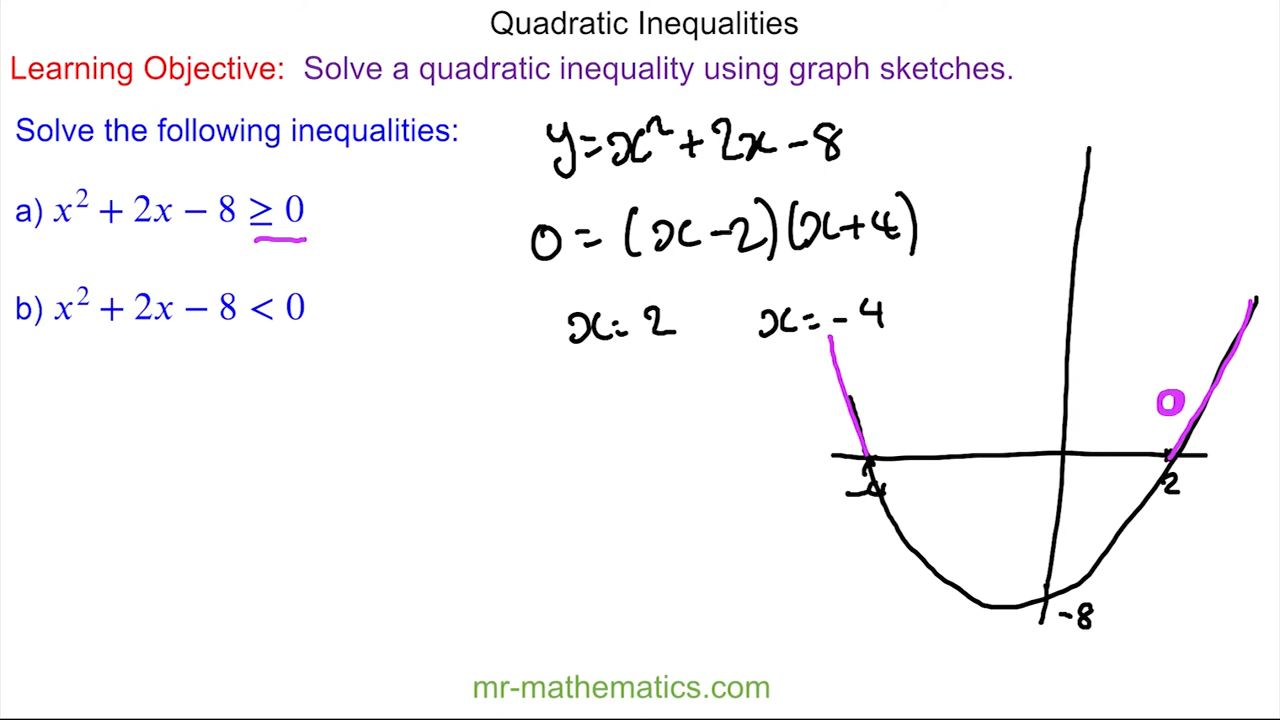 Quadratic Inequalities
Learning Objective: Solve a quadratic inequality using graph sketches.
Solve the following inequalities:
a) x² + 2x − 8 ≥ 0
b) x² + 2x − 8 < 0
y=x²+2x-8
0=(x-2)(x+4)
x=2 x=-4
0
-4 2
-8
mr-mathematics.com